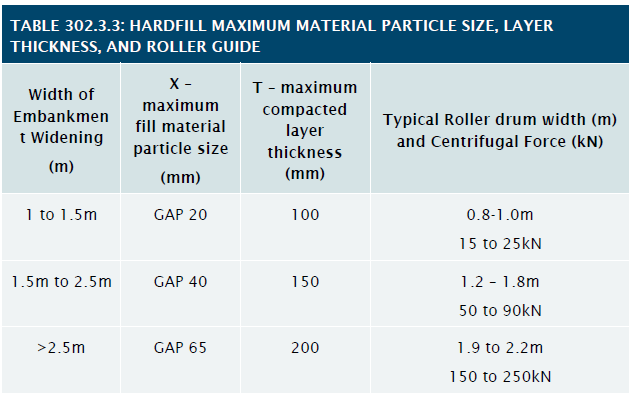 TABLE 302.3.3: HARDFILL MAXIMUM MATERIAL PARTICLE SIZE, LAYER
THICKNESS, AND ROLLER GUIDE
Width of
Embankmen
t Widening
(m)
X –
maximum
fill material
particle size
(mm)
T – maximum
compacted
layer
thickness
(mm)
Typical Roller drum width (m)
and Centrifugal Force (kN)
1 to 1.5m
GAP 20
100
0.8-1.0m
15 to 25kN
1.5m to 2.5m
GAP 40
150
1.2 – 1.8m
50 to 90kN
>2.5m
GAP 65
200
1.9 to 2.2m
150 to 250kN